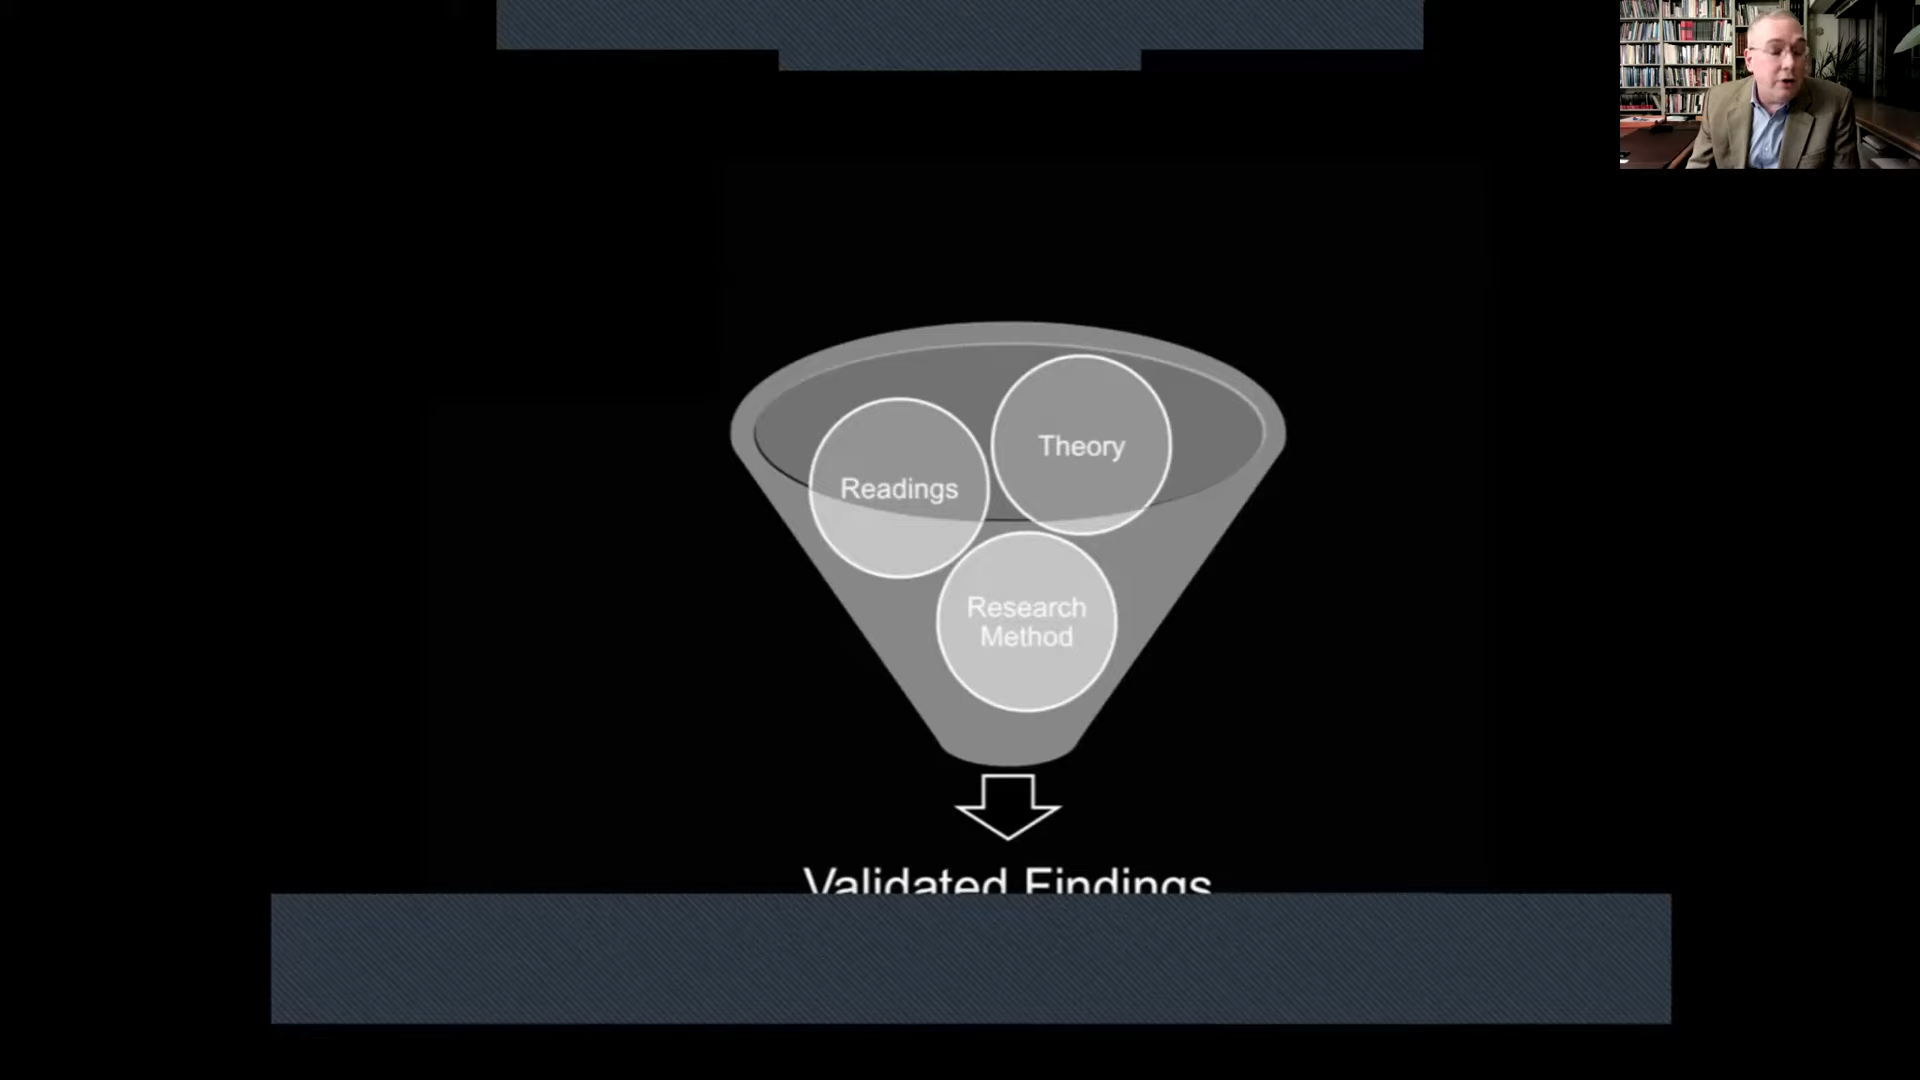 Theory
Readings
Research
Method
Validated Findings